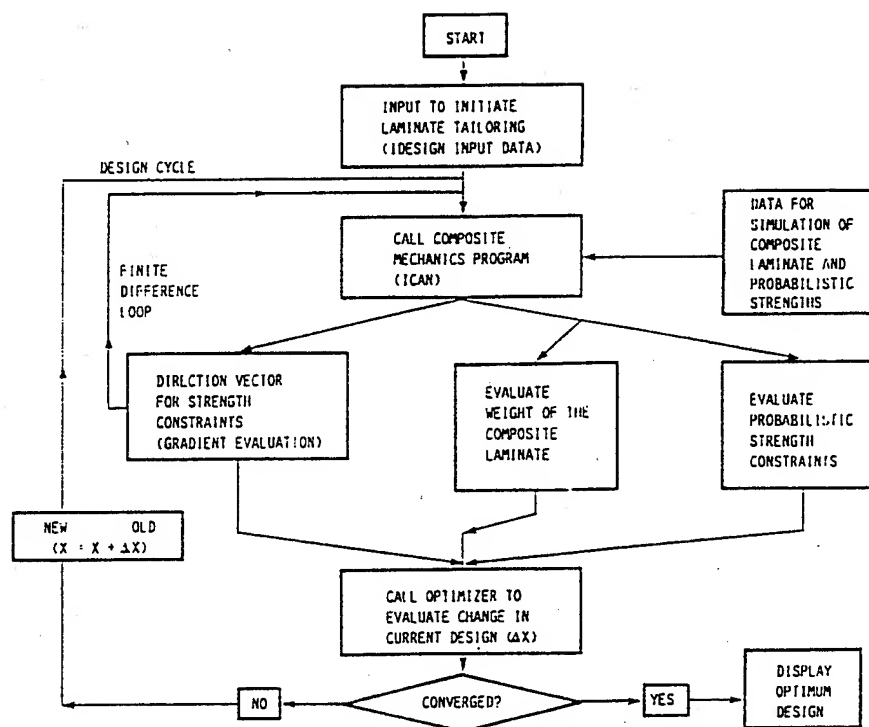 START
INPUT TO INITIATE
LAMINATE TAILORING
(IDESIGN INPUT DATA)
DESIGN CYCLE
DATA FOR
SIMULATION OF
COMPOSITE
LAMINATE AND
PROBABILISTIC
STRENGTHS
CALL COMPOSITE
MECHANICS PROGRAM
(ICAN)
FINITE
DIFFERENCE
LOOP
DIRECTION VECTOR
FOR STRENGTH
CONSTRAINTS
(GRADIENT EVALUATION)
EVALUATE
WEIGHT OF THE
COMPOSITE
LAMINATE
EVALUATE
PROBABILISTIC
STRENGTH
CONSTRAINTS
NEW OLD
(X = X + ΔX)
CALL OPTIMIZER TO
EVALUATE CHANGE IN
CURRENT DESIGN (ΔX)
NO
CONVERGED?
YES
DISPLAY
OPTIMUM
DESIGN